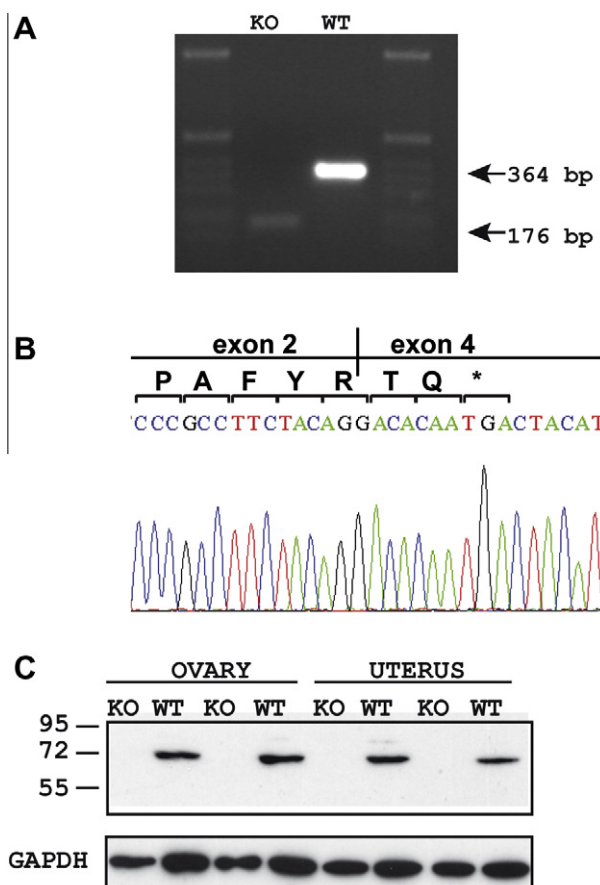 A
KO WT
364 bp
176 bp
B
exon 2 exon 4
P A F Y R T Q *
CCCGCCTTCTACAGGACACAATGACTACAT
C
OVARY UTERUS
KO WT KO WT KO WT KO WT
95
72
55
GAPDH